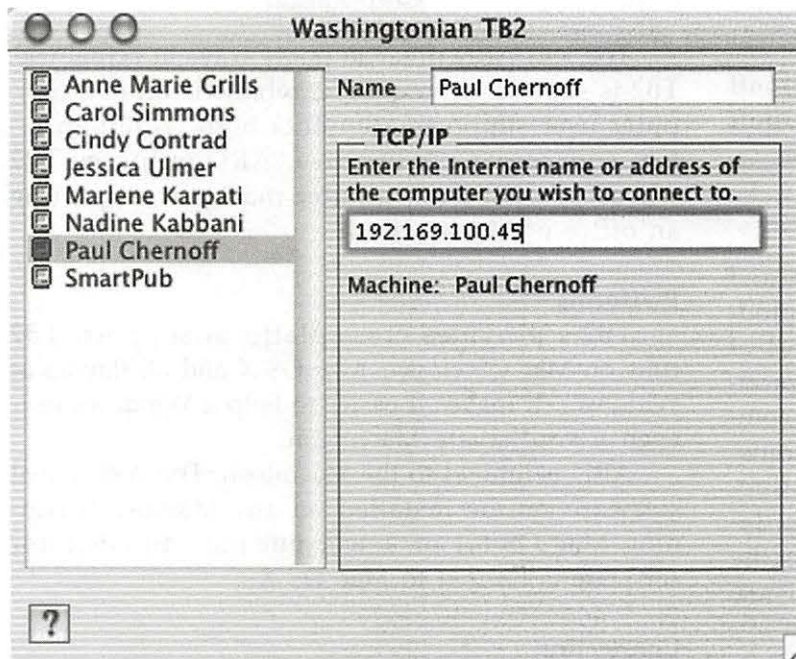 Washingtonian TB2
Anne Marie Grills
Carol Simmons
Cindy Contrad
Jessica Ulmer
Marlene Karpati
Nadine Kabbani
Paul Chernoff
SmartPub
Name Paul Chernoff
TCP/IP
Enter the Internet name or address of
the computer you wish to connect to.
192.169.100.45
Machine: Paul Chernoff
?